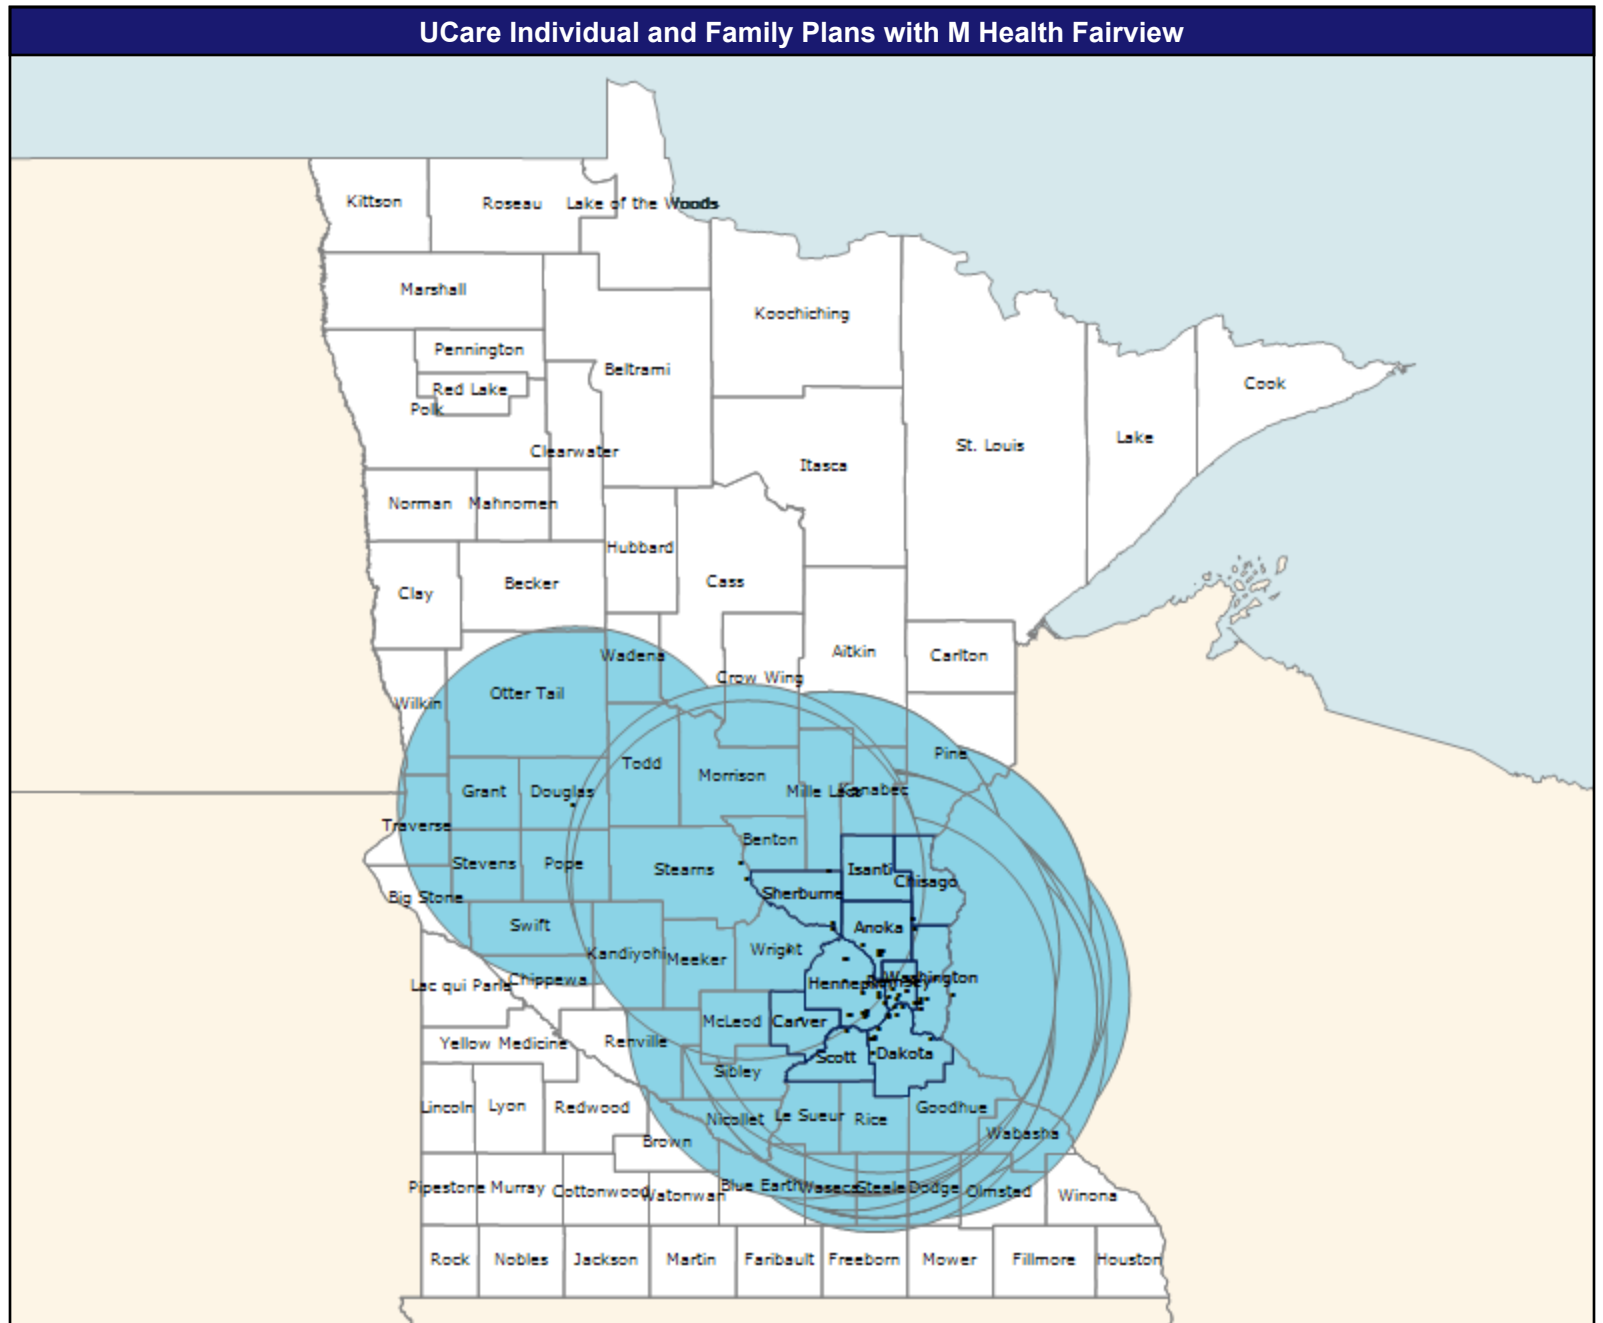 UCare Individual and Family Plans with M Health Fairview
Kittson
Roseau
Lake of the Woods
Marshall
Koochiching
Pennington
Beltrami
Red Lake
Cook
Polk
Lake
St. Louis
Clearwater
Itasca
Norman
Mahnomen
Hubbard
Cass
Becker
Clay
Aitkin
Carlton
Wadena
Crow Wing
Otter Tail
Wilkin
Pine
Todd
Morrison
Grant
Douglas
Mille Lacs
Kanabec
Traverse
Benton
Stevens
Pope
Stearns
Isanti
Chisago
Big Stone
Sherburne
Swift
Anoka
Kandiyohi
Meeker
Wright
Lac qui Parle
Chippewa
Hennepin
Ramsey
Washington
McLeod
Carver
Yellow Medicine
Renville
Scott
Dakota
Sibley
Lincoln
Lyon
Redwood
Nicollet
Le Sueur
Rice
Goodhue
Brown
Wabasha
Pipestone
Murray
Cottonwood
Watonwan
Blue Earth
Waseca
Steele
Dodge
Olmsted
Winona
Rock
Nobles
Jackson
Martin
Faribault
Freeborn
Mower
Fillmore
Houston